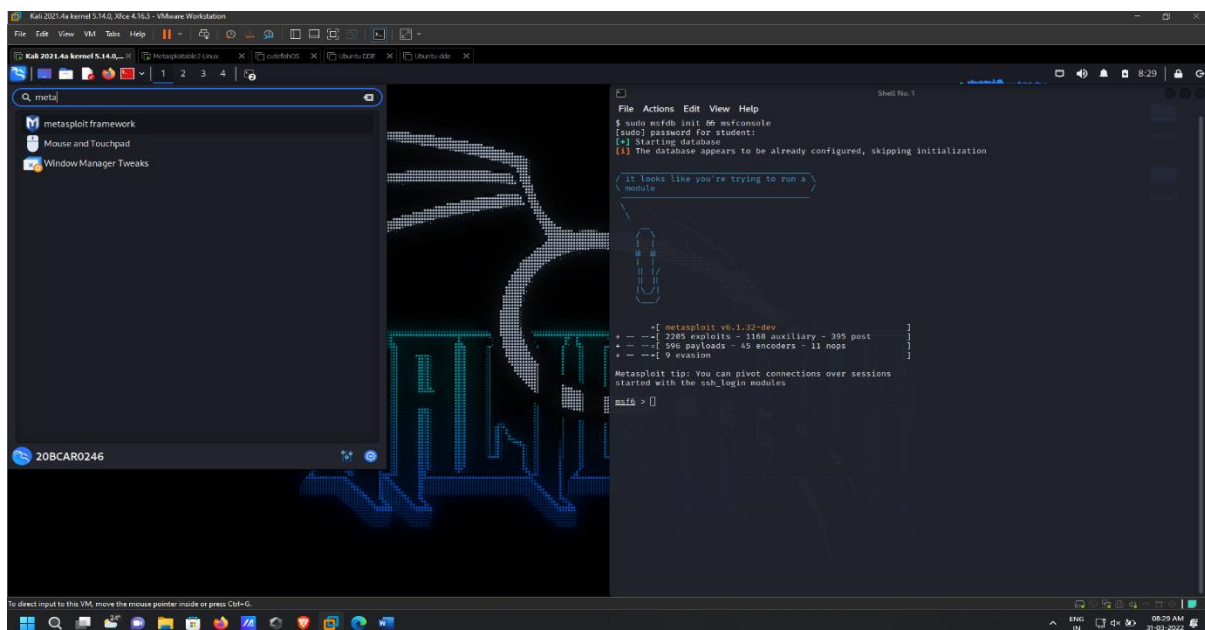 Kali 2021.4a kernel 5.14.0, Xfce 4.16.3 - VMware Workstation
File Edit View VM Tabs Help
Kali 2021.4a kernel 5.14.0,... Metasploitable2-Linux cutefishOS Ubuntu DDE Ubuntu-dde
1 2 3 4 8:29
meta
metasploit framework
Mouse and Touchpad
Window Manager Tweaks
20BCAR0246
Shell No. 1
File Actions Edit View Help
$ sudo msfdb init && msfconsole
[sudo] password for student:
[+] Starting database
[i] The database appears to be already configured, skipping initialization
/ it looks like you're trying to run a \
\ module /
=[ metasploit v6.1.32-dev ]
+ -- --=[ 2205 exploits - 1168 auxiliary - 395 post ]
+ -- --=[ 596 payloads - 45 encoders - 11 nops ]
+ -- --=[ 9 evasion ]
Metasploit tip: You can pivot connections over sessions
started with the ssh_login modules
msf6 >
To direct input to this VM, move the mouse pointer inside or press Ctrl+G.
24°
ENG
IN
08:29 AM
31-03-2022